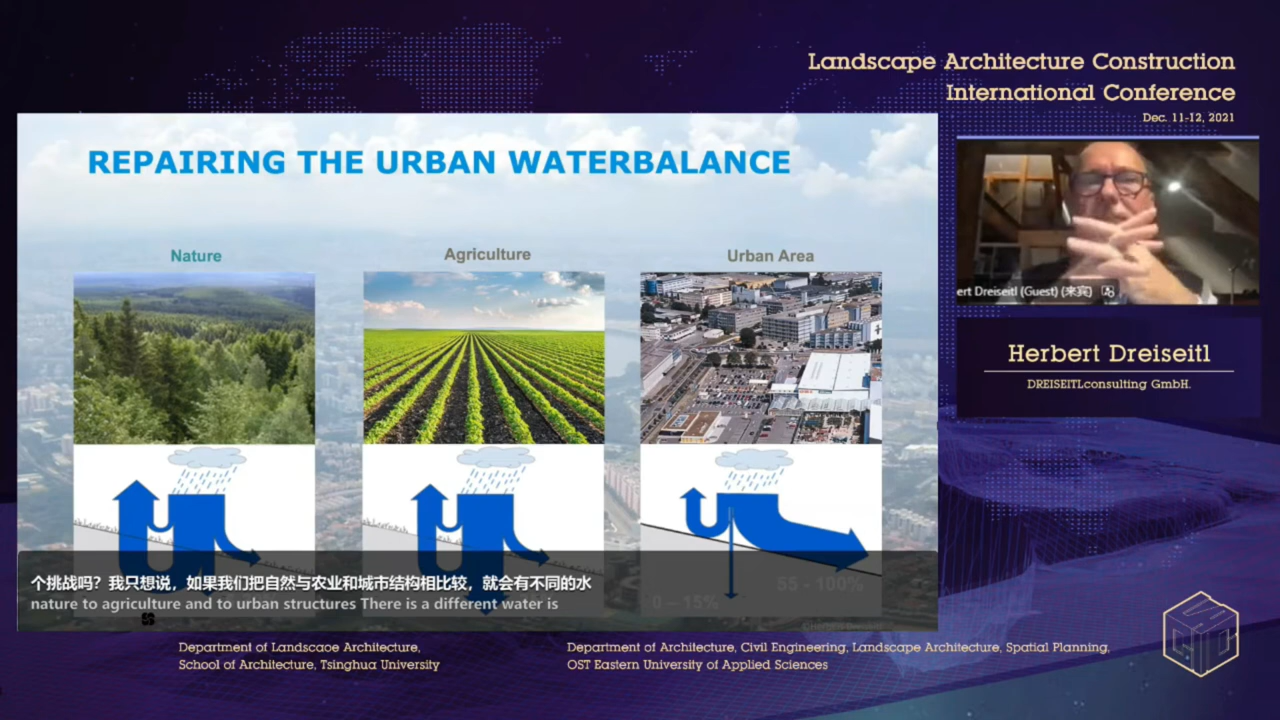 Landscape Architecture Construction
International Conference
Dec. 11-12, 2021
REPAIRING THE URBAN WATERBALANCE
Nature
Agriculture
Urban Area
ert Dreiseitl (Guest) (来宾)
Herbert Dreiseitl
DREISEITLconsulting GmbH.
0 – 15%
55 - 100%
个挑战吗？我只想说，如果我们把自然与农业和城市结构相比较，就会有不同的水
nature to agriculture and to urban structures There is a different water is
Department of Landscape Architecture,
School of Architecture, Tsinghua University
Department of Architecture, Civil Engineering, Landscape Architecture, Spatial Planning,
OST Eastern University of Applied Sciences